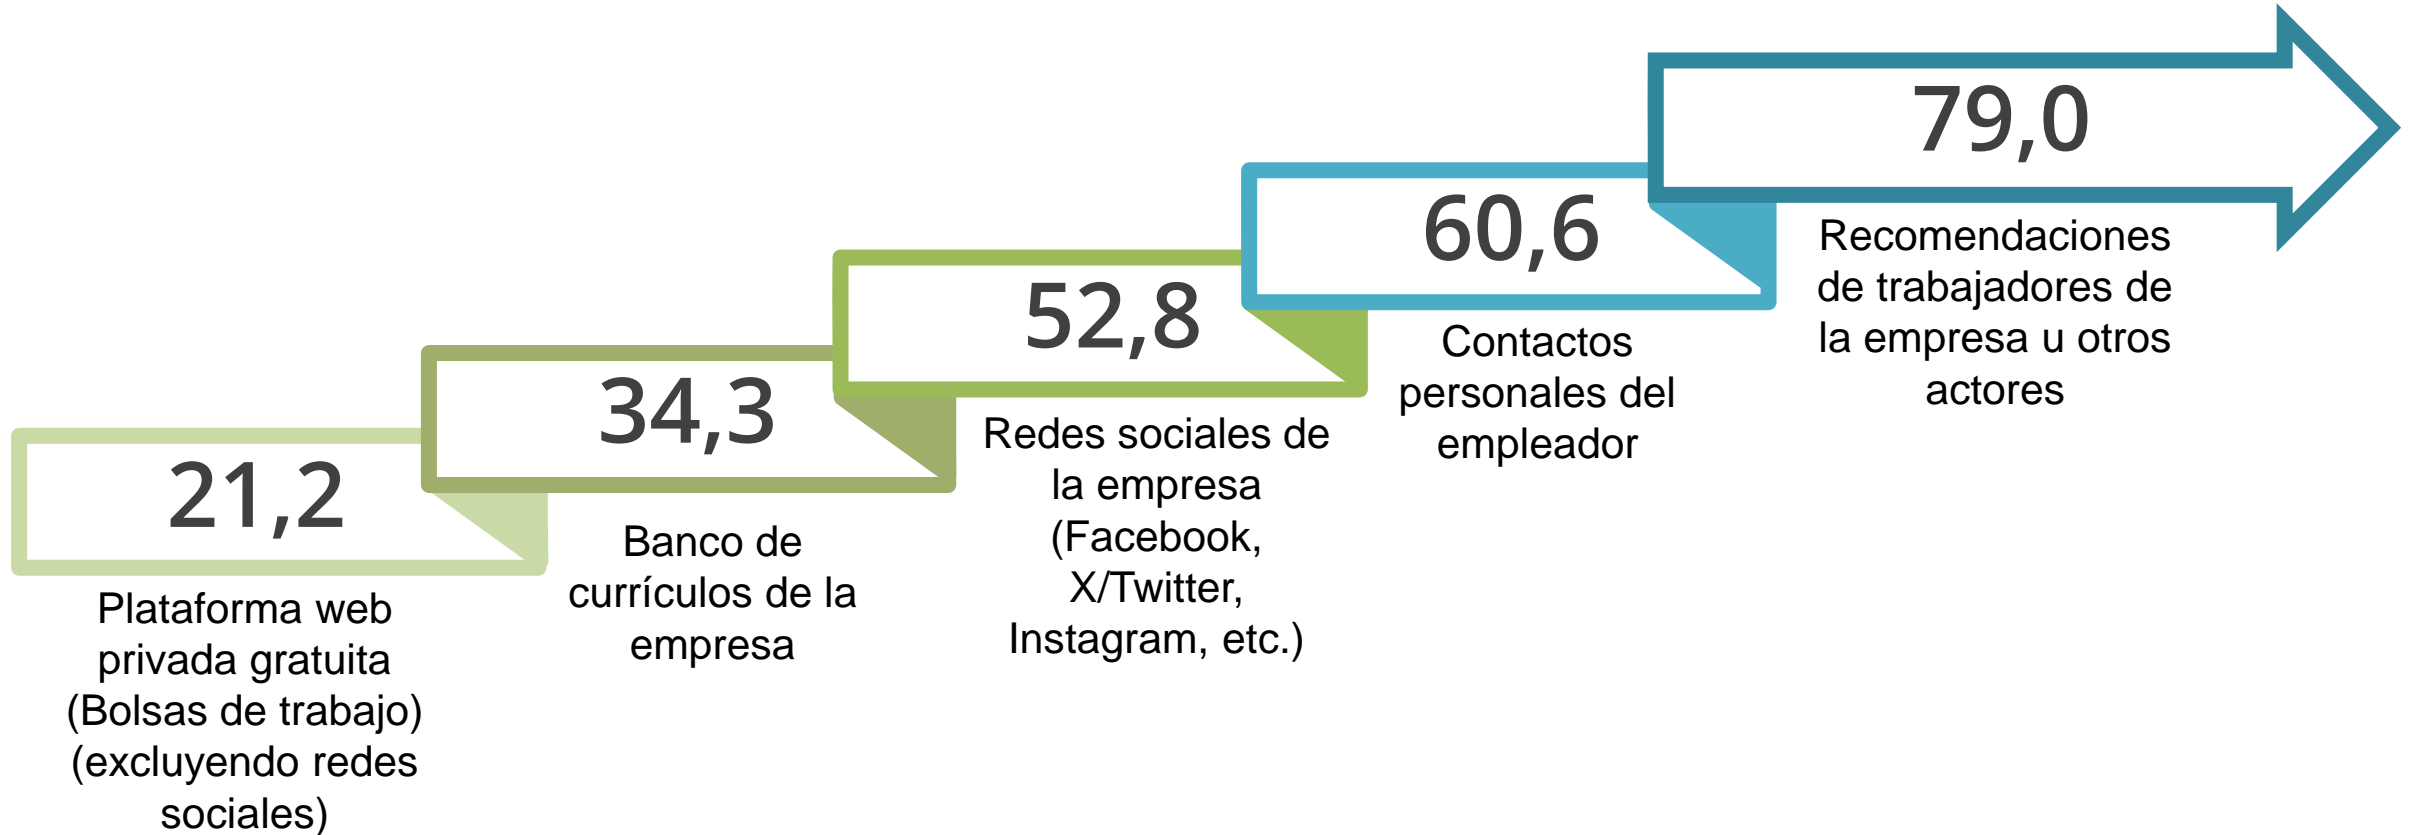 21,2
Plataforma web
privada gratuita
(Bolsas de trabajo)
(excluyendo redes
sociales)
34,3
Banco de
currículos de la
empresa
52,8
Redes sociales de
la empresa
(Facebook,
X/Twitter,
Instagram, etc.)
60,6
Contactos
personales del
empleador
79,0
Recomendaciones
de trabajadores de
la empresa u otros
actores